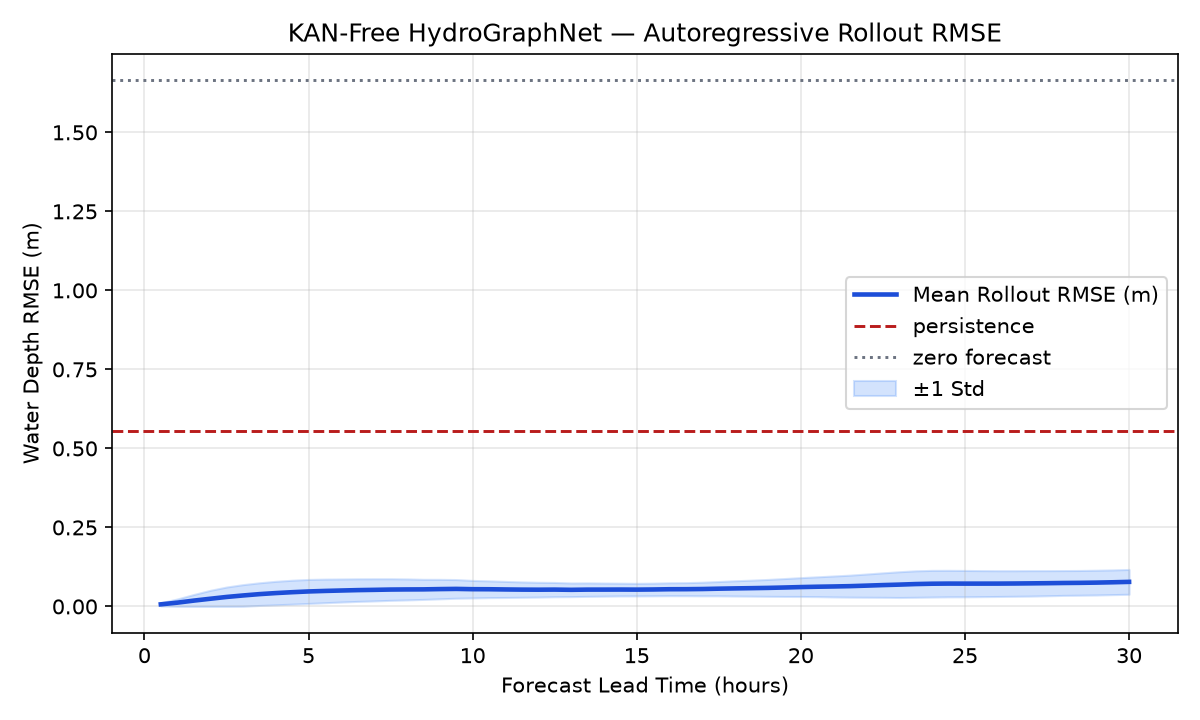 KAN-Free HydroGraphNet — Autoregressive Rollout RMSE
Water Depth RMSE (m)
1.50
1.25
1.00
0.75
0.50
0.25
0.00
Mean Rollout RMSE (m)
persistence
zero forecast
±1 Std
0 5 10 15 20 25 30
Forecast Lead Time (hours)